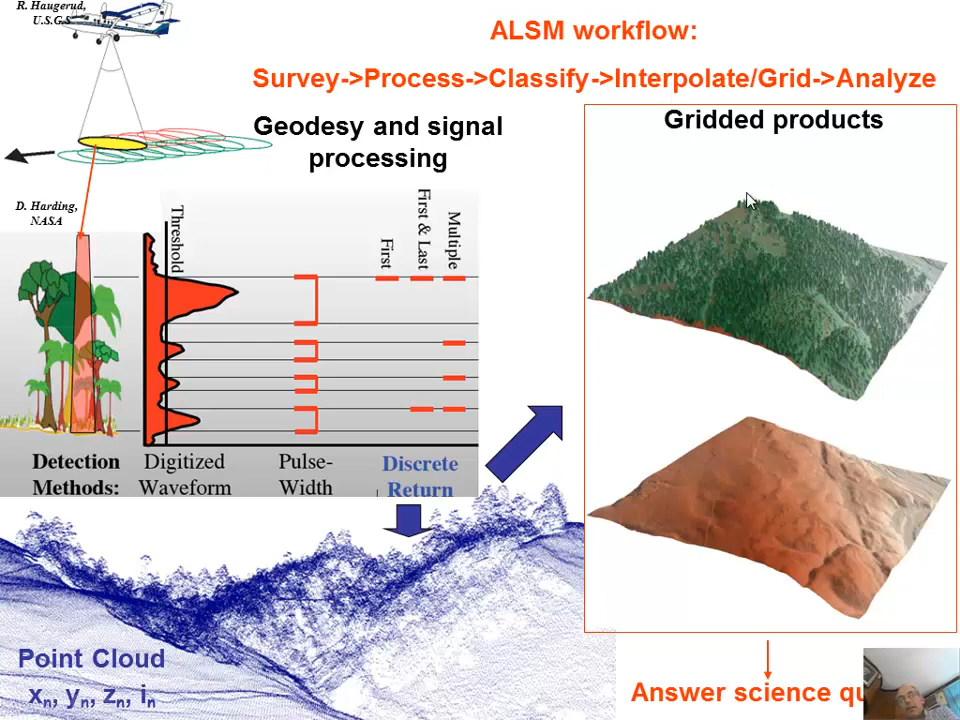 R. Haugerud,
U.S.G.S
ALSM workflow:
Survey->Process->Classify->Interpolate/Grid->Analyze
Geodesy and signal
processing
Gridded products
D. Harding,
NASA
Threshold
First
First & Last
Multiple
Detection
Methods:
Digitized
Waveform
Pulse-
Width
Discrete
Return
Point Cloud
xn, yn, zn, in
Answer science qu